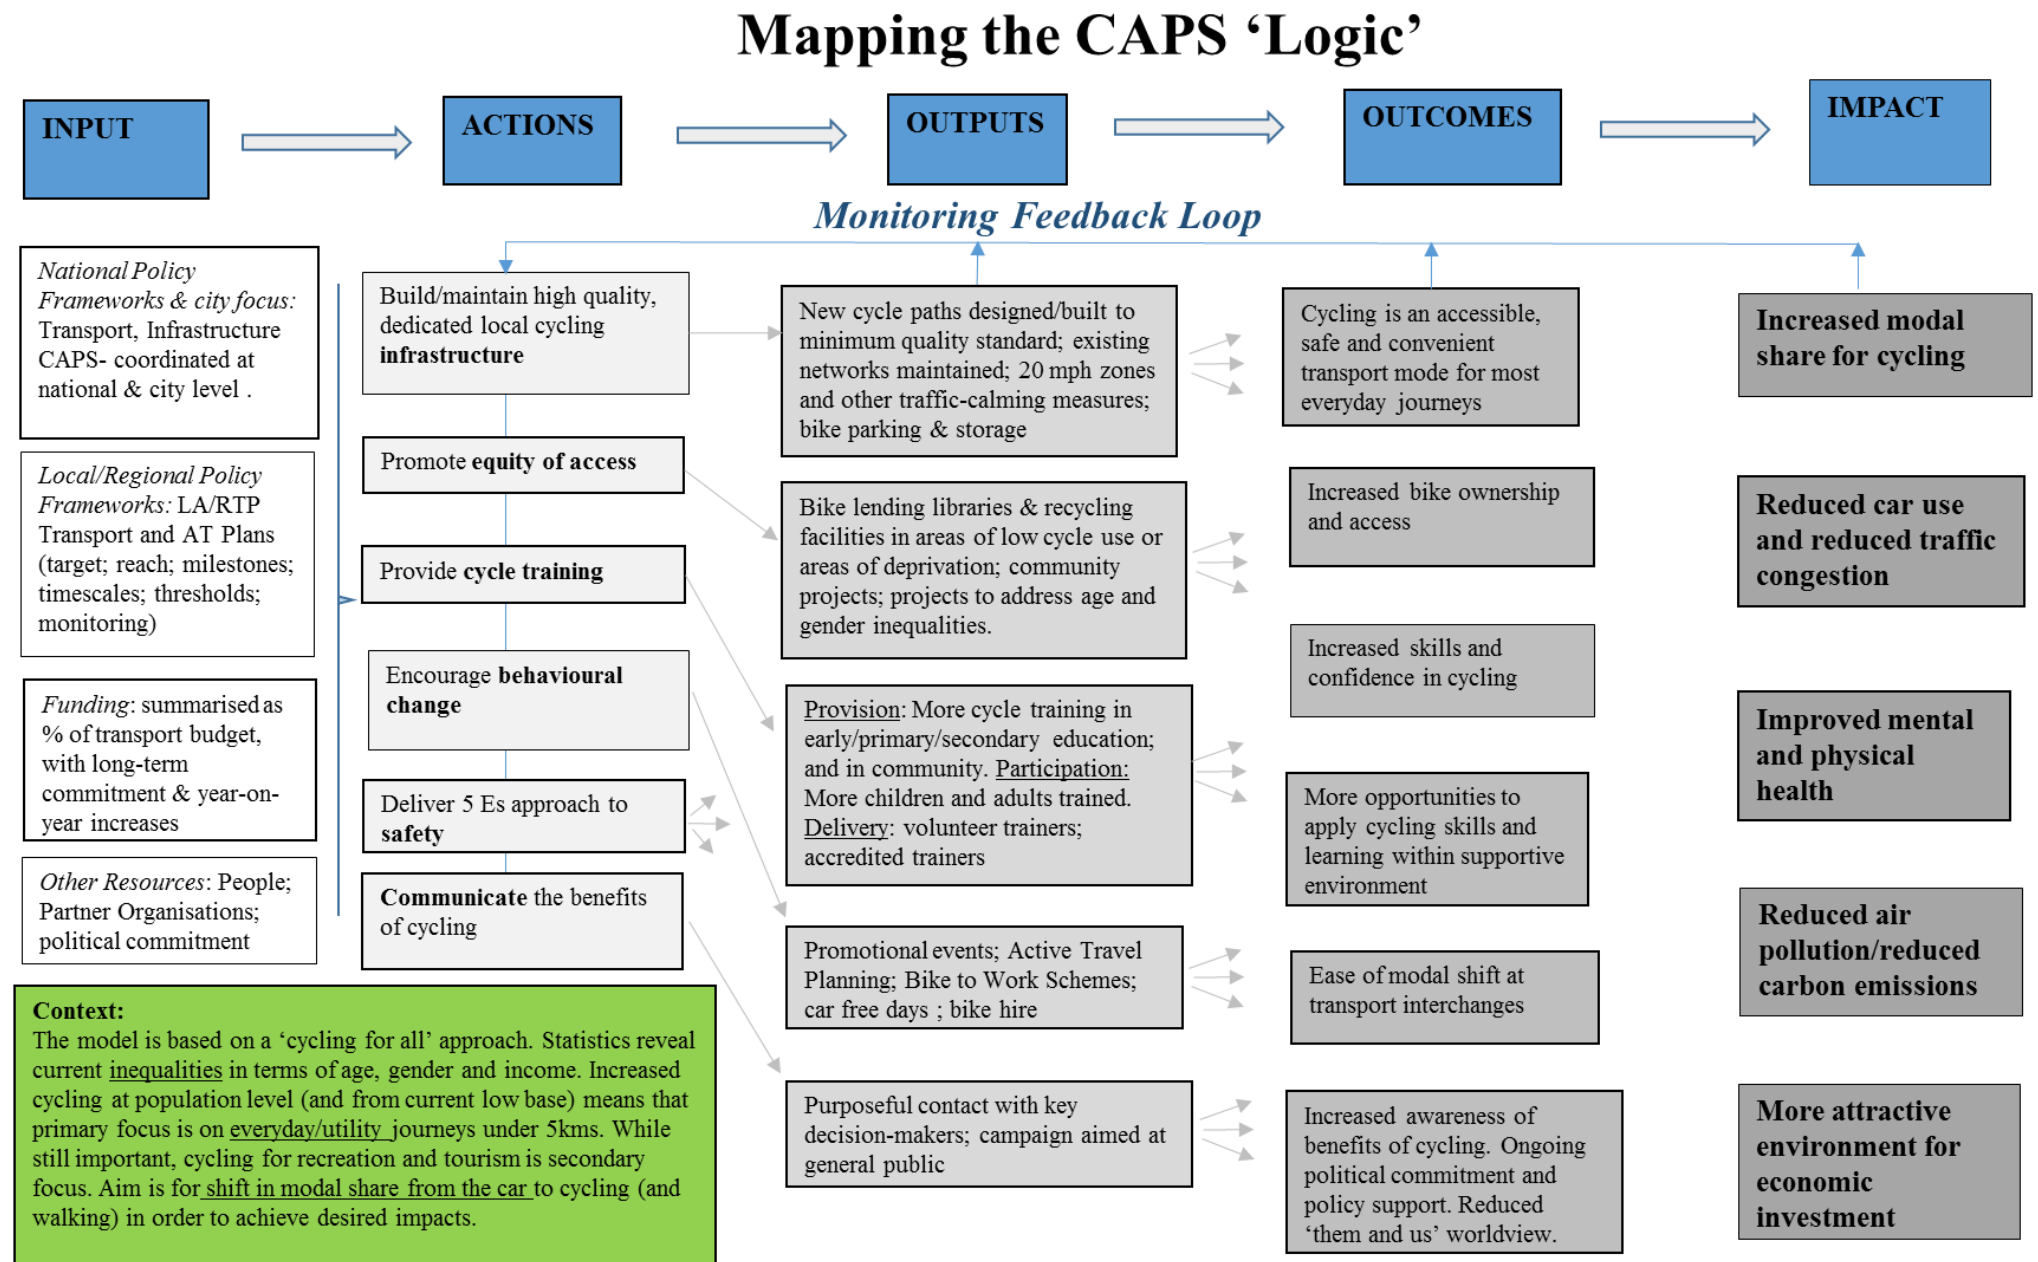 Mapping the CAPS ‘Logic’
INPUT
ACTIONS
OUTPUTS
OUTCOMES
IMPACT
Monitoring Feedback Loop
National Policy
Frameworks & city focus:
Transport, Infrastructure
CAPS- coordinated at
national & city level .
Local/Regional Policy
Frameworks: LA/RTP
Transport and AT Plans
(target; reach; milestones;
timescales; thresholds;
monitoring)
Funding: summarised as
% of transport budget,
with long-term
commitment & year-on-
year increases
Other Resources: People;
Partner Organisations;
political commitment
Build/maintain high quality,
dedicated local cycling
infrastructure
Promote equity of access
Provide cycle training
Encourage behavioural
change
Deliver 5 Es approach to
safety
Communicate the benefits
of cycling
New cycle paths designed/built to
minimum quality standard; existing
networks maintained; 20 mph zones
and other traffic-calming measures;
bike parking & storage
Bike lending libraries & recycling
facilities in areas of low cycle use or
areas of deprivation; community
projects; projects to address age and
gender inequalities.
Provision: More cycle training in
early/primary/secondary education;
and in community. Participation:
More children and adults trained.
Delivery: volunteer trainers;
accredited trainers
Promotional events; Active Travel
Planning; Bike to Work Schemes;
car free days ; bike hire
Purposeful contact with key
decision-makers; campaign aimed at
general public
Cycling is an accessible,
safe and convenient
transport mode for most
everyday journeys
Increased bike ownership
and access
Increased skills and
confidence in cycling
More opportunities to
apply cycling skills and
learning within supportive
environment
Ease of modal shift at
transport interchanges
Increased awareness of
benefits of cycling. Ongoing
political commitment and
policy support. Reduced
‘them and us’ worldview.
Increased modal
share for cycling
Reduced car use
and reduced traffic
congestion
Improved mental
and physical
health
Reduced air
pollution/reduced
carbon emissions
More attractive
environment for
economic
investment
Context:
The model is based on a ‘cycling for all’ approach. Statistics reveal
current inequalities in terms of age, gender and income. Increased
cycling at population level (and from current low base) means that
primary focus is on everyday/utility journeys under 5kms. While
still important, cycling for recreation and tourism is secondary
focus. Aim is for shift in modal share from the car to cycling (and
walking) in order to achieve desired impacts.